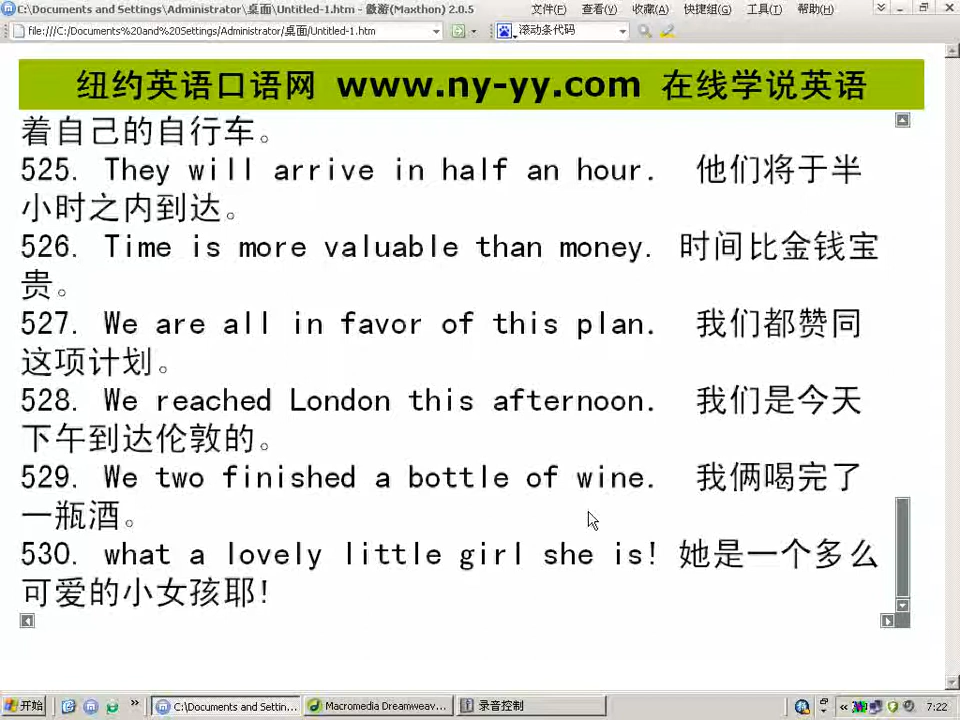 C:\Documents and Settings\Administrator\桌面\Untitled-1.htm - 傲游(Maxthon) 2.0.5
文件(F) 查看(V) 收藏(A) 快捷组(G) 工具(T) 帮助(H)
file:///C:/Documents%20and%20Settings/Administrator/桌面/Untitled-1.htm
滚动条代码
纽约英语口语网 www.ny-yy.com 在线学说英语
着自己的自行车。
525. They will arrive in half an hour. 他们将于半
小时之内到达。
526. Time is more valuable than money. 时间比金钱宝
贵。
527. We are all in favor of this plan. 我们都赞同
这项计划。
528. We reached London this afternoon. 我们是今天
下午到达伦敦的。
529. We two finished a bottle of wine. 我俩喝完了
一瓶酒。
530. what a lovely little girl she is! 她是一个多么
可爱的小女孩耶!
开始 C:\Documents and Settin... Macromedia Dreamweav... 录音控制 7:22